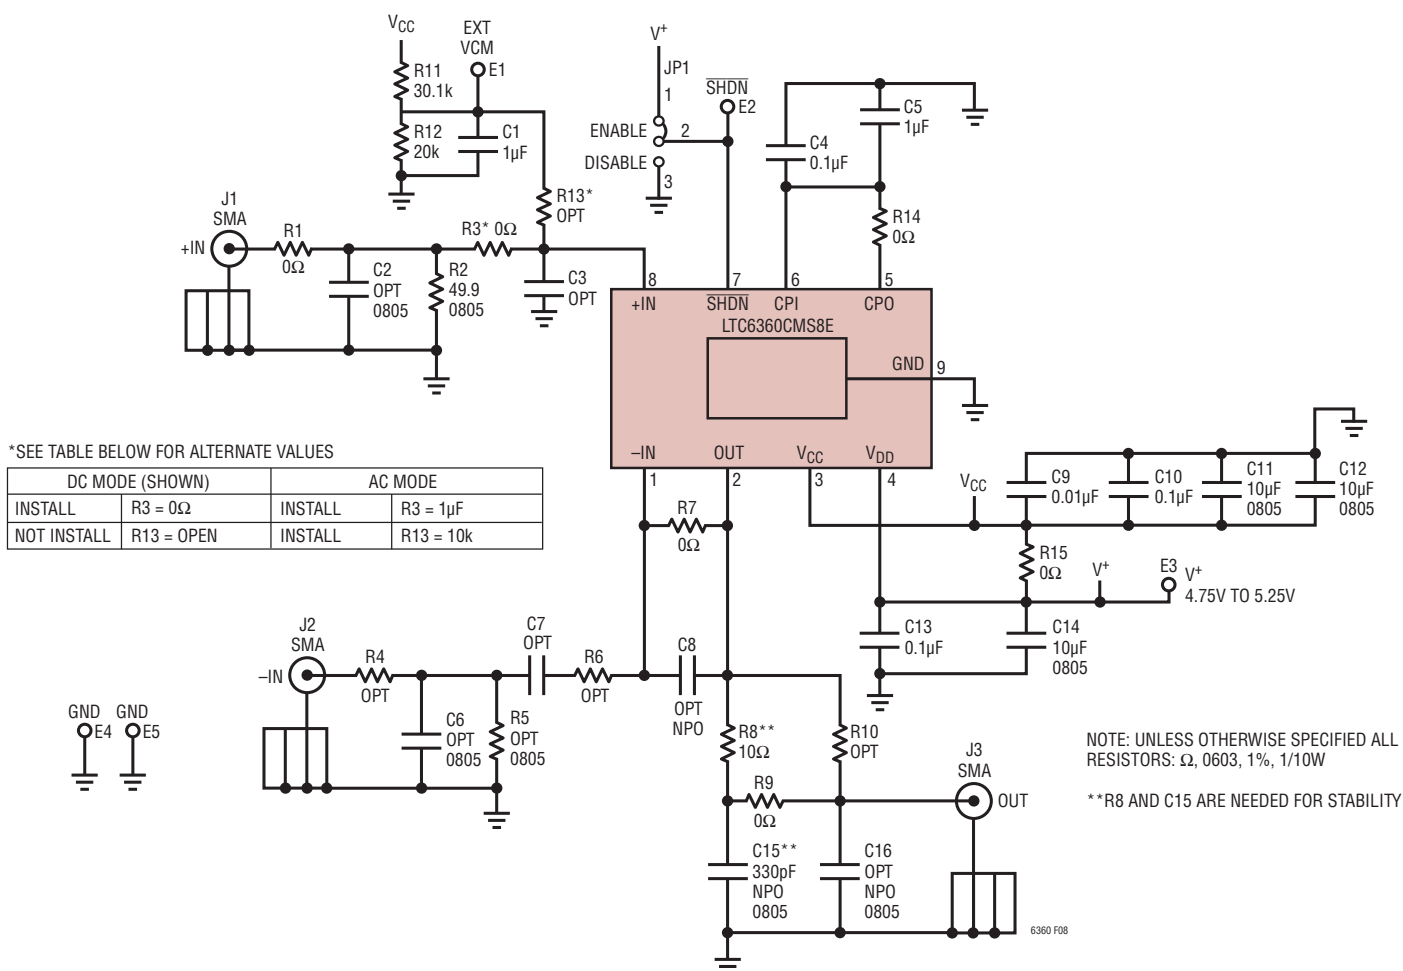 VCC
R11
30.1k
R12
20k
EXT
VCM
E1
C1
1µF
R13*
OPT
V+
JP1
1
ENABLE
2
DISABLE
3
SHDN
E2
C4
0.1µF
C5
1µF
R14
0Ω
J1
SMA
+IN
R1
0Ω
C2
OPT
0805
R2
49.9
0805
R3* 0Ω
C3
OPT
8
7
6
5
+IN
SHDN
CPI
CPO
LTC6360CMS8E
GND
9
–IN
OUT
VCC
VDD
1
2
3
4
*SEE TABLE BELOW FOR ALTERNATE VALUES
DC MODE (SHOWN) AC MODE
INSTALL R3 = 0Ω INSTALL R3 = 1µF
NOT INSTALL R13 = OPEN INSTALL R13 = 10k
R7
0Ω
VCC
C9
0.01µF
C10
0.1µF
C11
10µF
0805
C12
10µF
0805
R15
0Ω
V+
E3
V+
4.75V TO 5.25V
C13
0.1µF
C14
10µF
0805
J2
SMA
–IN
R4
OPT
C6
OPT
0805
R5
OPT
0805
C7
OPT
R6
OPT
C8
OPT
NPO
GND
E4
GND
E5
R8**
10Ω
R10
OPT
R9
0Ω
J3
SMA
OUT
C15**
330pF
NPO
0805
C16
OPT
NPO
0805
NOTE: UNLESS OTHERWISE SPECIFIED ALL
RESISTORS: Ω, 0603, 1%, 1/10W
**R8 AND C15 ARE NEEDED FOR STABILITY
6360 F08